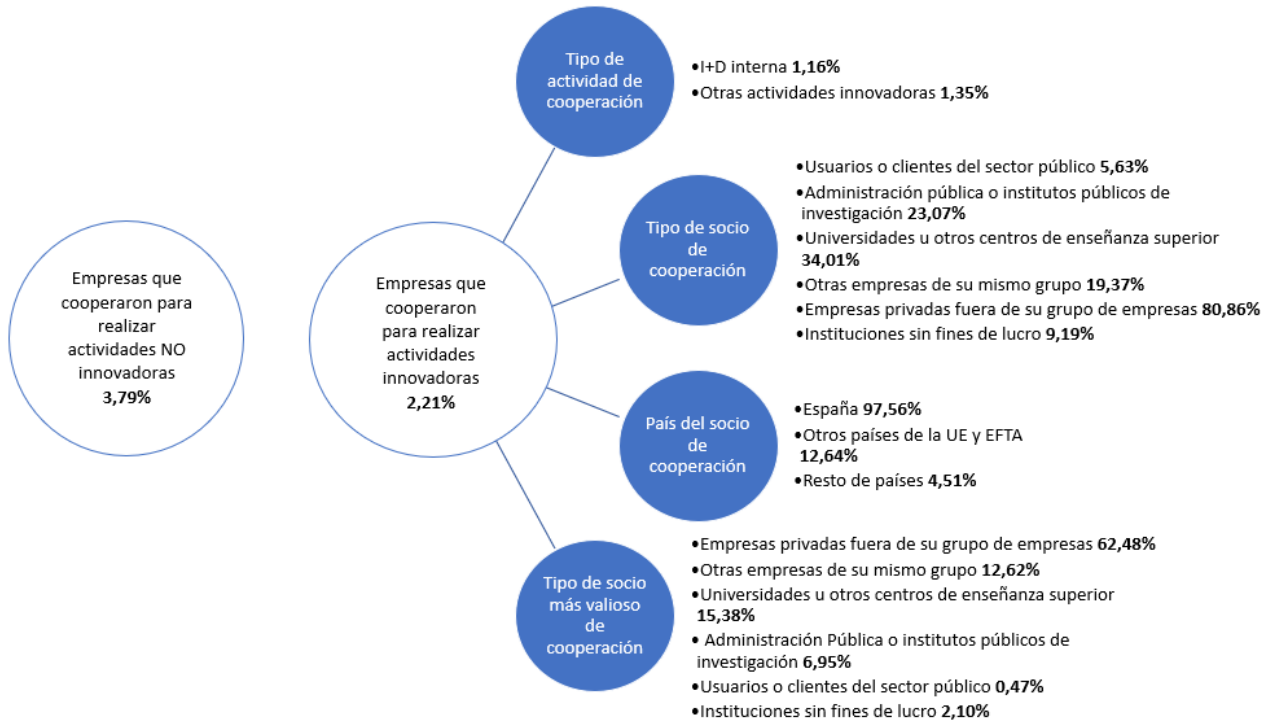 Empresas que
cooperaron para
realizar
actividades NO
innovadoras
3,79%
Empresas que
cooperaron
para realizar
actividades
innovadoras
2,21%
Tipo de
actividad de
cooperación
•I+D interna 1,16%
•Otras actividades innovadoras 1,35%
Tipo de socio
de
cooperación
•Usuarios o clientes del sector público 5,63%
•Administración pública o institutos públicos de
investigación 23,07%
•Universidades u otros centros de enseñanza superior
34,01%
•Otras empresas de su mismo grupo 19,37%
•Empresas privadas fuera de su grupo de empresas 80,86%
•Instituciones sin fines de lucro 9,19%
País del socio
de
cooperación
•España 97,56%
•Otros países de la UE y EFTA
12,64%
•Resto de países 4,51%
Tipo de socio
más valioso
de
cooperación
•Empresas privadas fuera de su grupo de empresas 62,48%
•Otras empresas de su mismo grupo 12,62%
•Universidades u otros centros de enseñanza superior
15,38%
• Administración Pública o institutos públicos de
investigación 6,95%
•Usuarios o clientes del sector público 0,47%
•Instituciones sin fines de lucro 2,10%